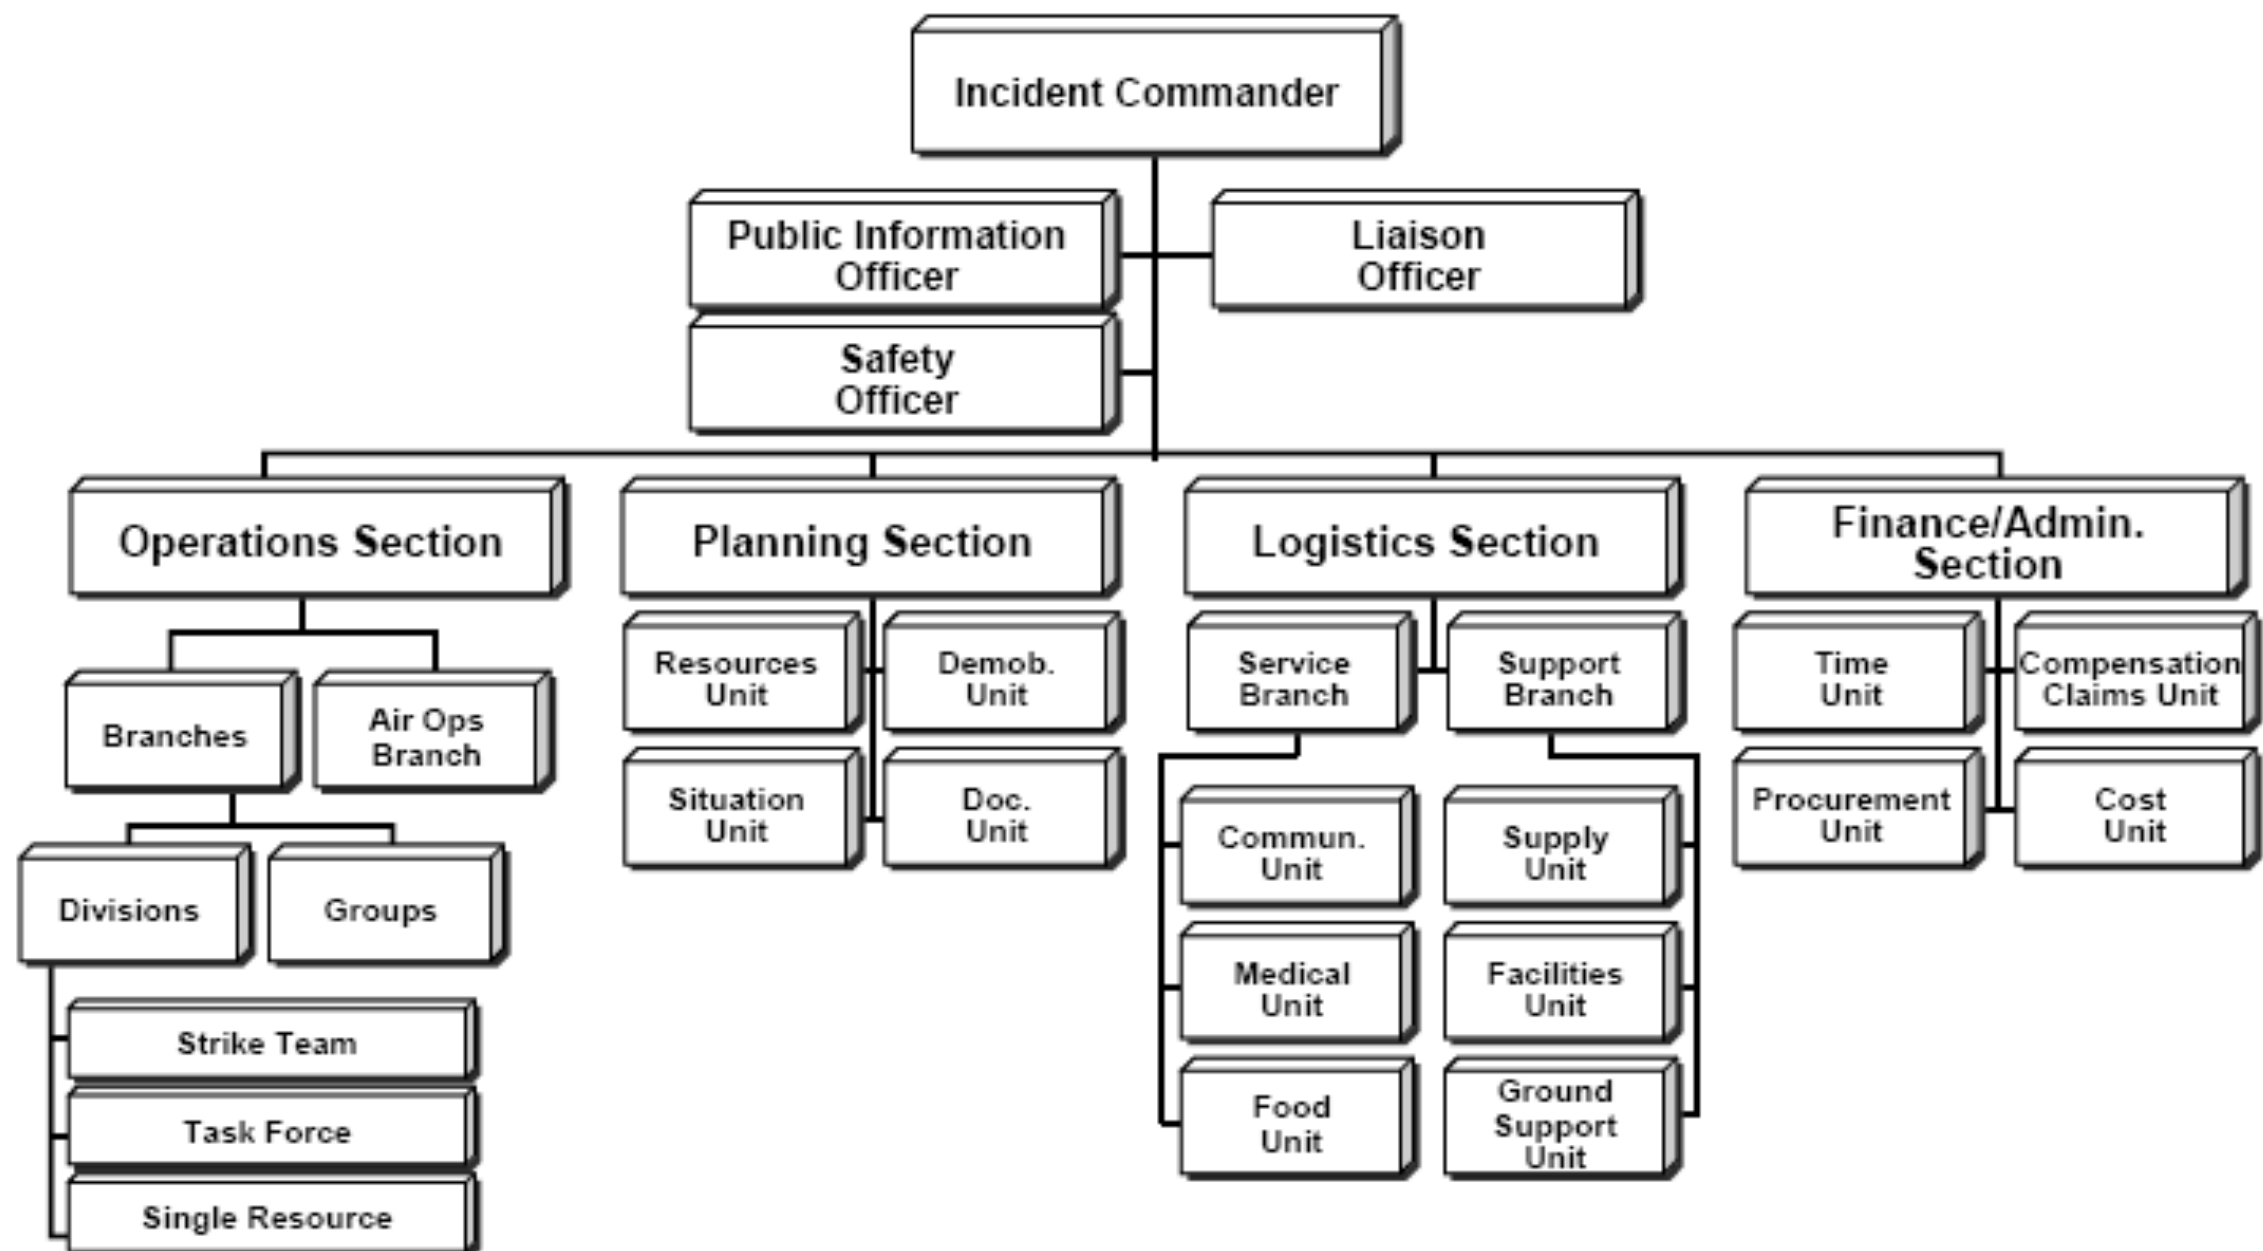 Incident Commander
Public Information
Officer
Liaison
Officer
Safety
Officer
Operations Section
Planning Section
Logistics Section
Finance/Admin.
Section
Branches
Air Ops
Branch
Divisions
Groups
Strike Team
Task Force
Single Resource
Resources
Unit
Demob.
Unit
Situation
Unit
Doc.
Unit
Service
Branch
Support
Branch
Commun.
Unit
Supply
Unit
Medical
Unit
Facilities
Unit
Food
Unit
Ground
Support
Unit
Time
Unit
Compensation
Claims Unit
Procurement
Unit
Cost
Unit